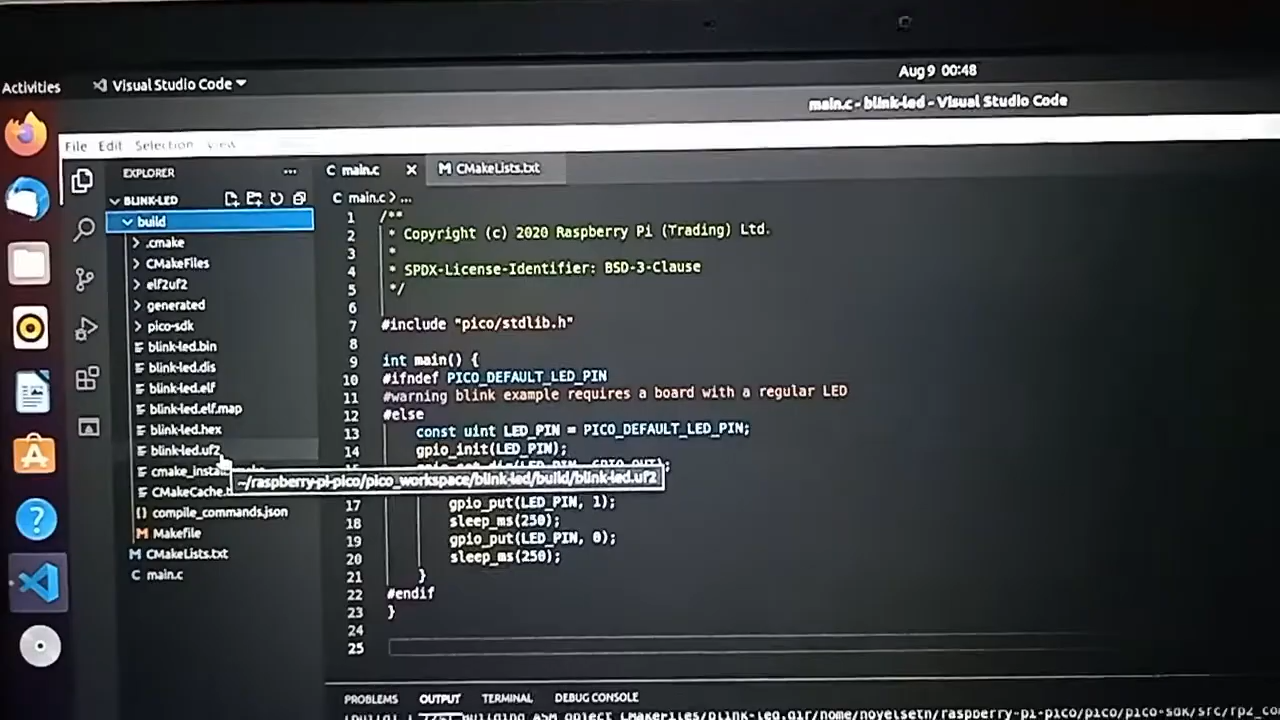 Activities
Visual Studio Code
Aug 9 00:48
main.c - blink-led - Visual Studio Code
File Edit Selection View
EXPLORER
main.c
CMakeLists.txt
BLINK-LED
main.c > ...
build
.cmake
CMakeFiles
elf2uf2
generated
pico-sdk
blink-led.bin
blink-led.dis
blink-led.elf
blink-led.elf.map
blink-led.hex
blink-led.uf2
~/raspberry-pi-pico/pico_workspace/blink-led/build/blink-led.uf2
compile_commands.json
Makefile
CMakeLists.txt
main.c
1 /**
2 * Copyright (c) 2020 Raspberry Pi (Trading) Ltd.
3 *
4 * SPDX-License-Identifier: BSD-3-Clause
5 */
6
7 #include "pico/stdlib.h"
8
9 int main() {
10 #ifndef PICO_DEFAULT_LED_PIN
11 #warning blink example requires a board with a regular LED
12 #else
13 const uint LED_PIN = PICO_DEFAULT_LED_PIN;
14 gpio_init(LED_PIN);
17 gpio_put(LED_PIN, 1);
18 sleep_ms(250);
19 gpio_put(LED_PIN, 0);
20 sleep_ms(250);
21 }
22 #endif
23 }
24
25
PROBLEMS OUTPUT TERMINAL DEBUG CONSOLE